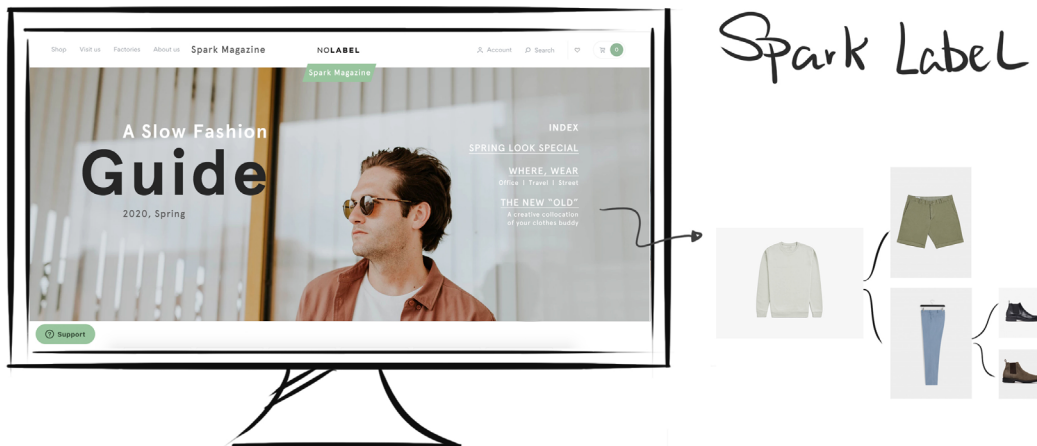 Shop Visit us Factories About us Spark Magazine NOLABEL Account Search 0
Spark Magazine
A Slow Fashion
Guide
2020, Spring
INDEX
SPRING LOOK SPECIAL
WHERE, WEAR
Office I Travel I Street
THE NEW "OLD"
A creative collocation
of your clothes buddy
Support
Spark Label